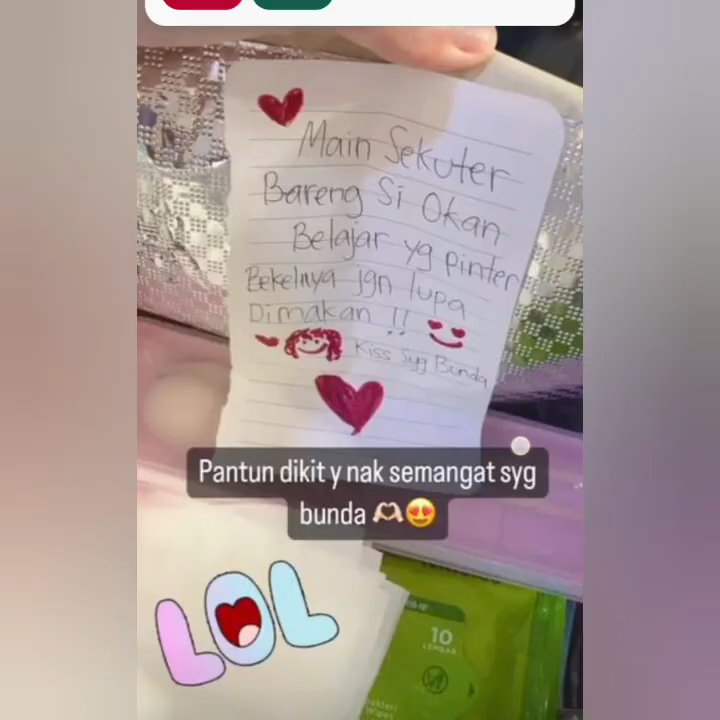 Main Sekuter
Bareng Si Okan
Belajar yg pinter
Bekelnya jgn lupa
Dimakan !!
Kiss Syg Bunda
Pantun dikit y nak semangat syg
bunda 🫶🏻😍
LOL
10
LEMBAR